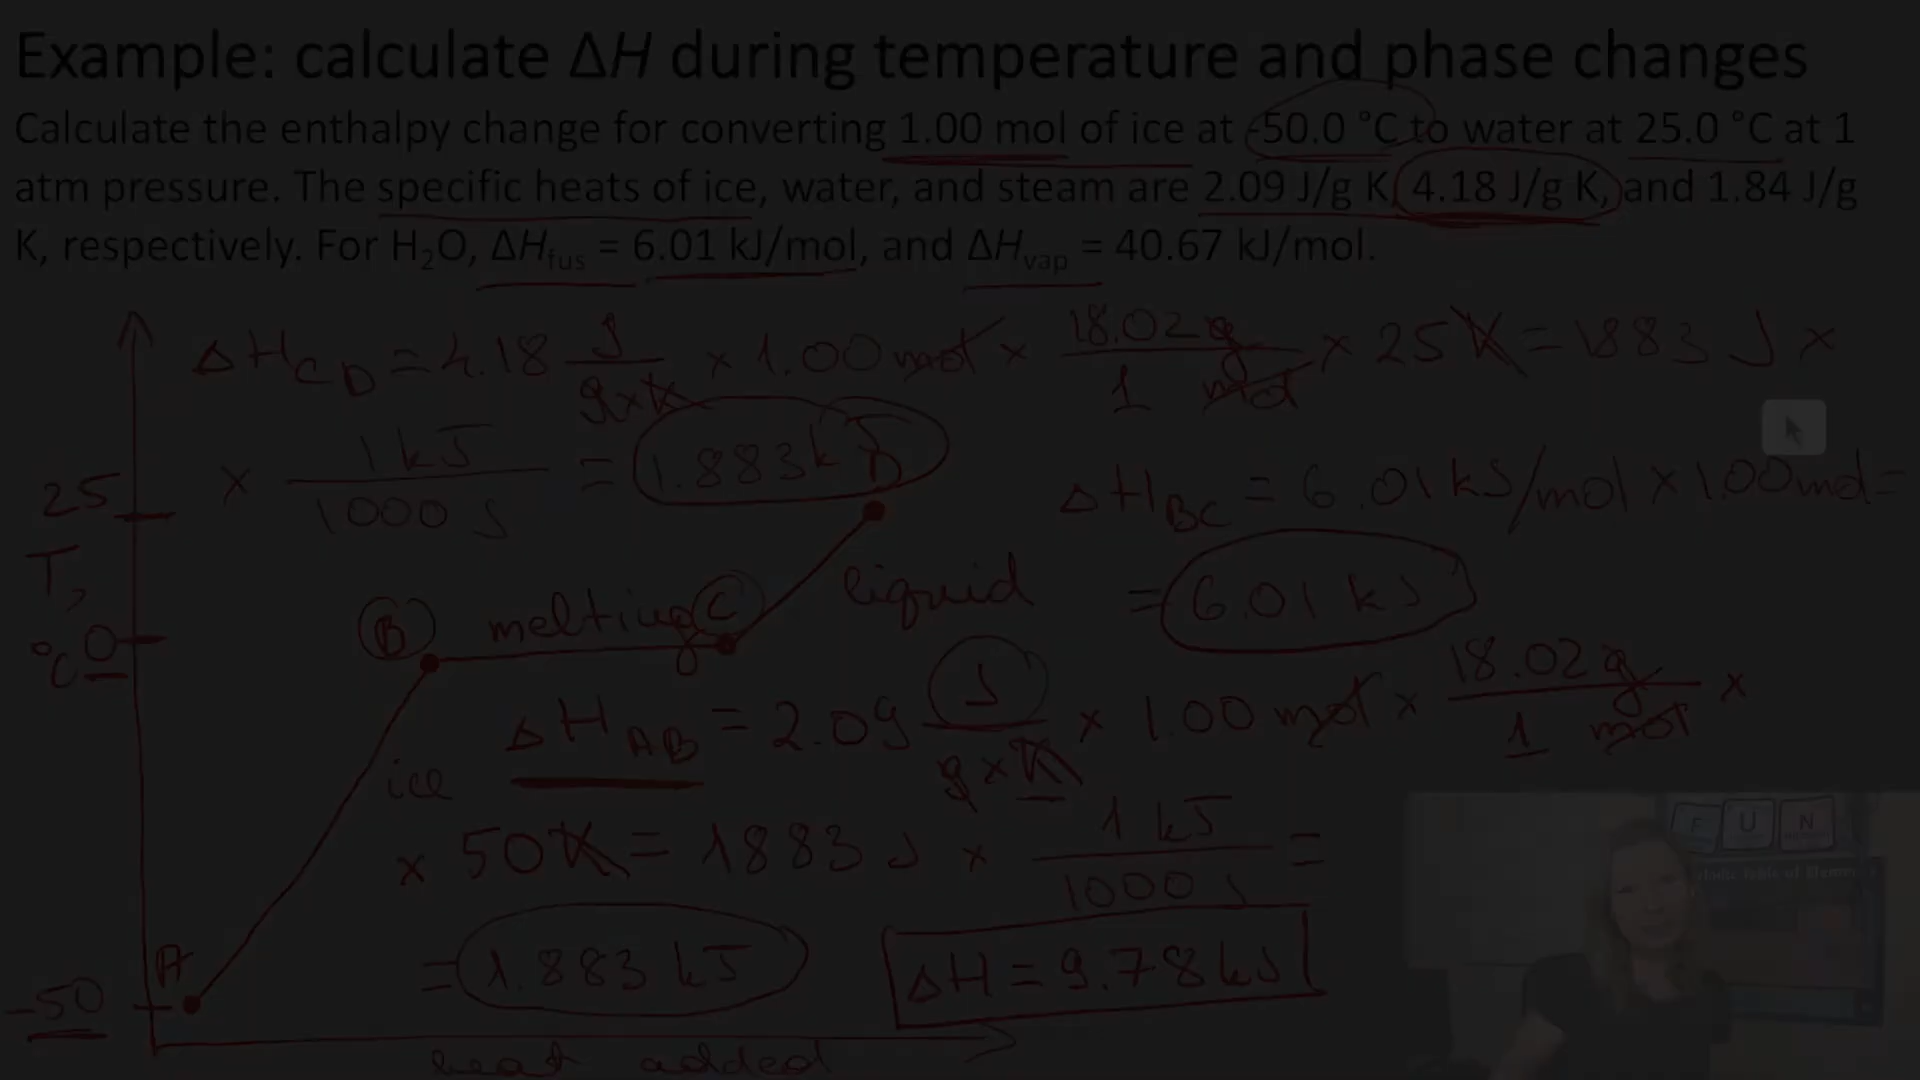 Example: calculate ΔH during temperature and phase changes
Calculate the enthalpy change for converting 1.00 mol of ice at -50.0 °C to water at 25.0 °C at 1
atm pressure. The specific heats of ice, water, and steam are 2.09 J/g K, 4.18 J/g K, and 1.84 J/g
K, respectively. For H₂O, ΔHfus = 6.01 kJ/mol, and ΔHvap = 40.67 kJ/mol.
ΔH CD = 4.18 J/g×K × 1.00 mol × 18.02 g/1 mol × 25 K = 1883 J ×
× 1 kJ/1000 J = 1.883 kJ
ΔH BC = 6.01 kJ/mol × 1.00 mol =
= 6.01 kJ
25
T,
°C
0
-50
A
B
melting
C
D
liquid
ice
ΔH AB = 2.09 J/g×K × 1.00 mol × 18.02 g/1 mol ×
× 50 K = 1883 J × 1 kJ/1000 J =
= 1.883 kJ
ΔH = 9.78 kJ
heat added
F U N